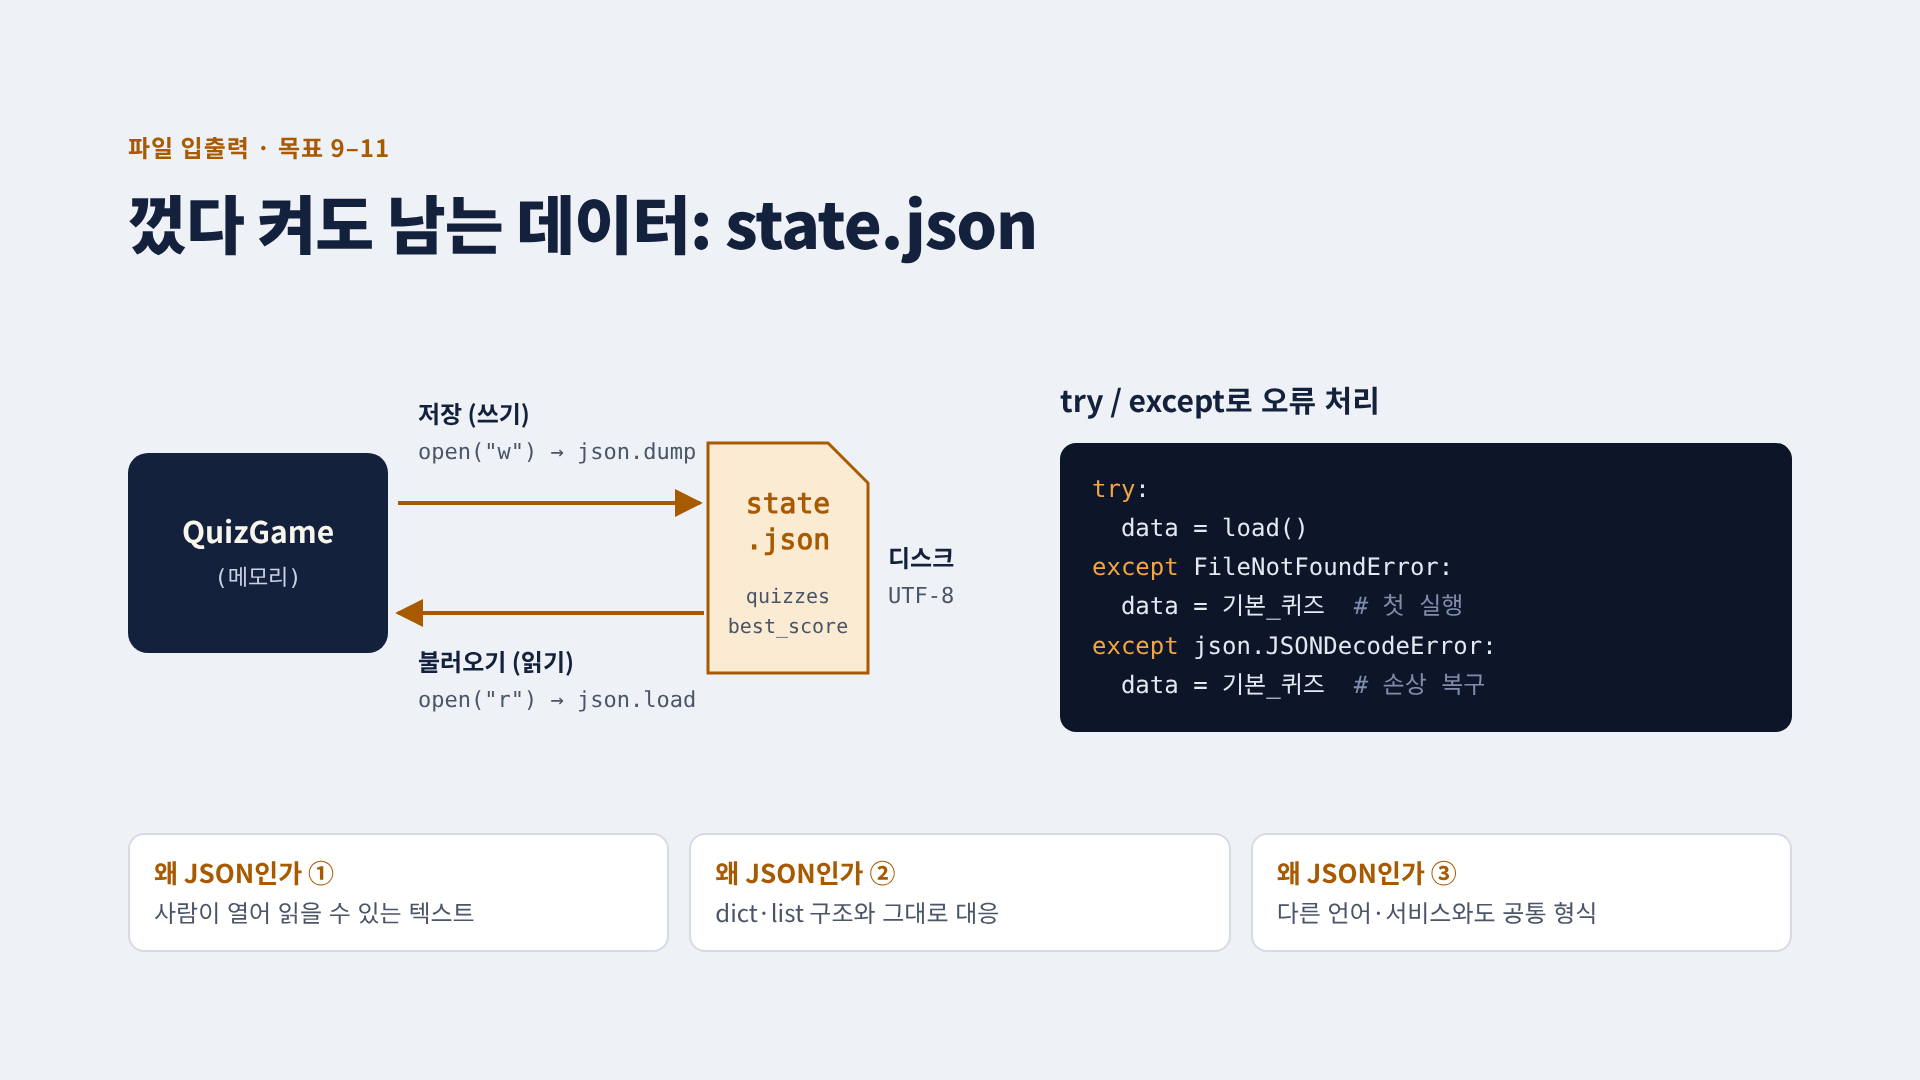 파일 입출력 · 목표 9–11
껐다 켜도 남는 데이터: state.json
저장 (쓰기)
open("w") → json.dump
QuizGame
(메모리)
state
.json
quizzes
best_score
디스크
UTF-8
불러오기 (읽기)
open("r") → json.load
try / except로 오류 처리
try:
  data = load()
except FileNotFoundError:
  data = 기본_퀴즈  # 첫 실행
except json.JSONDecodeError:
  data = 기본_퀴즈  # 손상 복구
왜 JSON인가 ①
사람이 열어 읽을 수 있는 텍스트
왜 JSON인가 ②
dict·list 구조와 그대로 대응
왜 JSON인가 ③
다른 언어·서비스와도 공통 형식